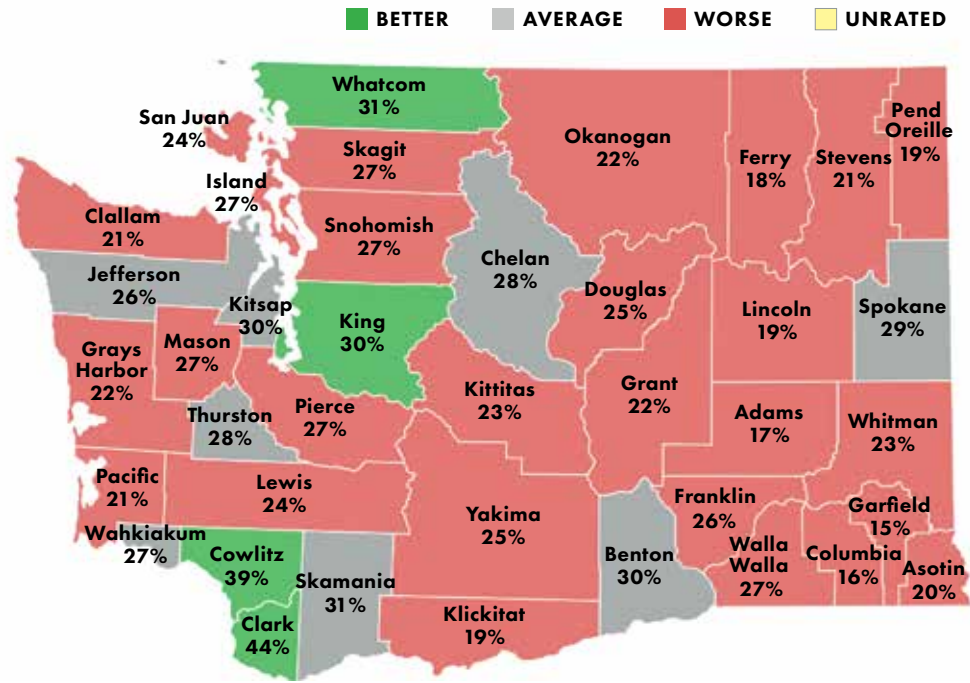 BETTER AVERAGE WORSE UNRATED
Whatcom
31%
San Juan
24%
Skagit
27%
Okanogan
22%
Ferry
18%
Stevens
21%
Pend
Oreille
19%
Island
27%
Clallam
21%
Snohomish
27%
Chelan
28%
Jefferson
26%
Kitsap
30%
King
30%
Douglas
25%
Lincoln
19%
Spokane
29%
Grays
Harbor
22%
Mason
27%
Kittitas
23%
Grant
22%
Adams
17%
Whitman
23%
Thurston
28%
Pierce
27%
Pacific
21%
Lewis
24%
Yakima
25%
Franklin
26%
Garfield
15%
Wahkiakum
27%
Cowlitz
39%
Skamania
31%
Benton
30%
Walla
Walla
27%
Columbia
16%
Asotin
20%
Clark
44%
Klickitat
19%